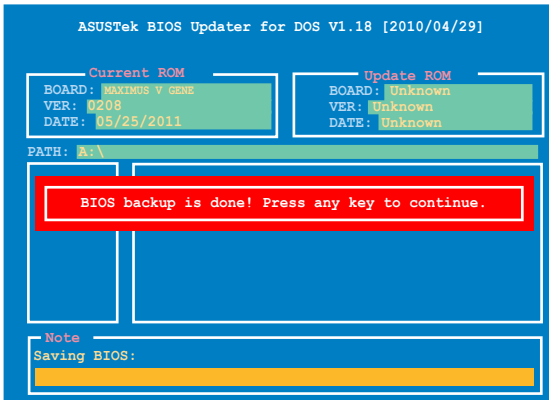 ASUSTek BIOS Updater for DOS V1.18 [2010/04/29]
Current ROM
BOARD: MAXIMUS V GENE
VER: 0208
DATE: 05/25/2011
Update ROM
BOARD: Unknown
VER: Unknown
DATE: Unknown
PATH: A:\
BIOS backup is done! Press any key to continue.
Note
Saving BIOS: